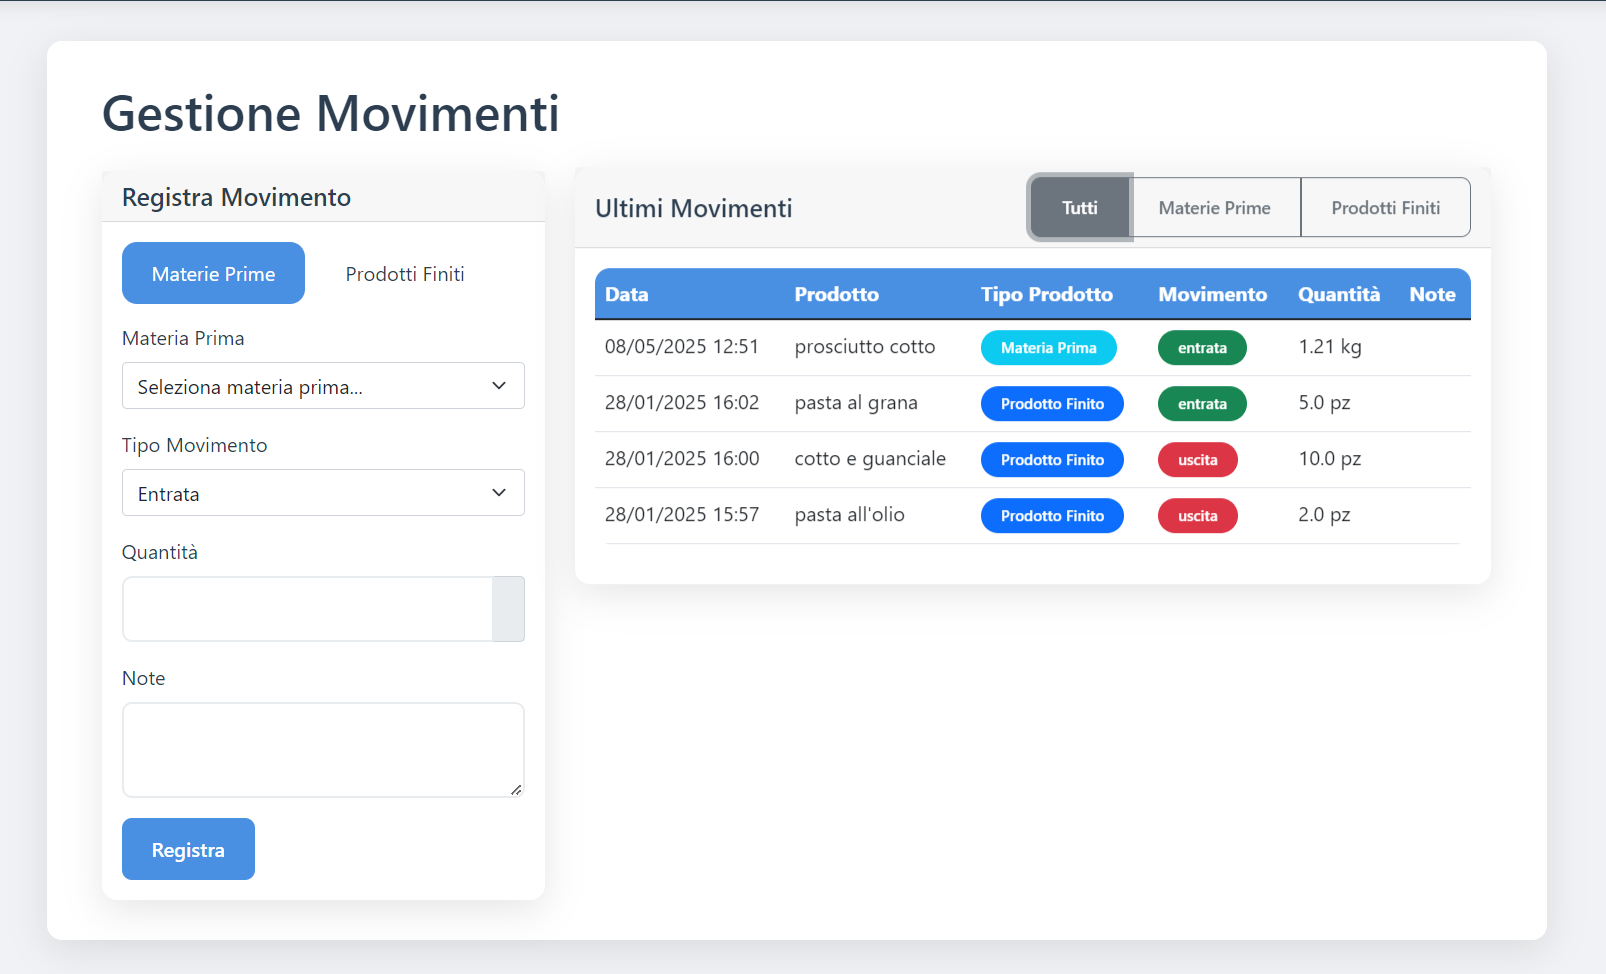 Gestione Movimenti
Registra Movimento
Materie Prime Prodotti Finiti
Materia Prima
Seleziona materia prima...
Tipo Movimento
Entrata
Quantità
Note
Registra
Ultimi Movimenti
Tutti Materie Prime Prodotti Finiti
Data Prodotto Tipo Prodotto Movimento Quantità Note
08/05/2025 12:51 prosciutto cotto Materia Prima entrata 1.21 kg
28/01/2025 16:02 pasta al grana Prodotto Finito entrata 5.0 pz
28/01/2025 16:00 cotto e guanciale Prodotto Finito uscita 10.0 pz
28/01/2025 15:57 pasta all'olio Prodotto Finito uscita 2.0 pz